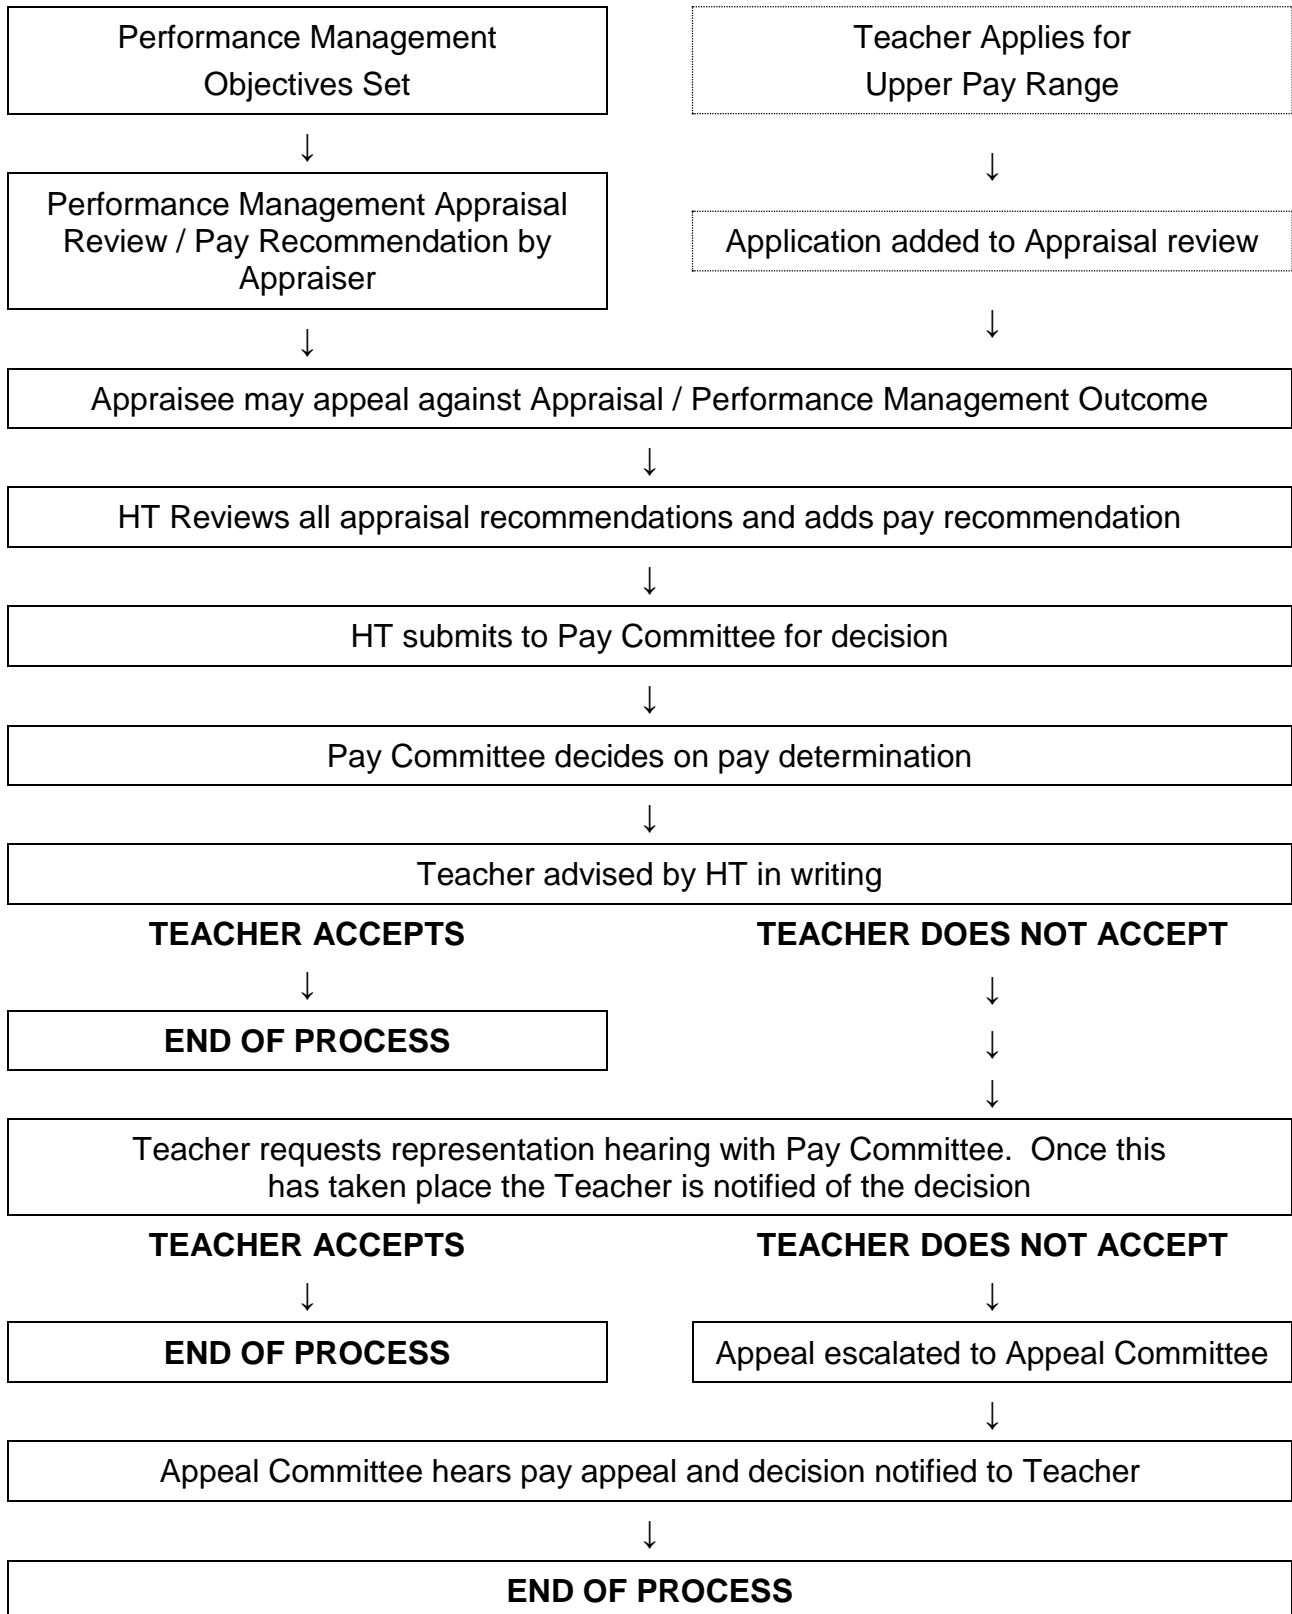 Performance Management
Objectives Set
Teacher Applies for
Upper Pay Range
↓
↓
Performance Management Appraisal
Review / Pay Recommendation by
Appraiser
Application added to Appraisal review
↓
↓
Appraisee may appeal against Appraisal / Performance Management Outcome
↓
HT Reviews all appraisal recommendations and adds pay recommendation
↓
HT submits to Pay Committee for decision
↓
Pay Committee decides on pay determination
↓
Teacher advised by HT in writing
TEACHER ACCEPTS
TEACHER DOES NOT ACCEPT
↓
↓
END OF PROCESS
↓
↓
Teacher requests representation hearing with Pay Committee.  Once this
has taken place the Teacher is notified of the decision
TEACHER ACCEPTS
TEACHER DOES NOT ACCEPT
↓
↓
END OF PROCESS
Appeal escalated to Appeal Committee
↓
Appeal Committee hears pay appeal and decision notified to Teacher
↓
END OF PROCESS